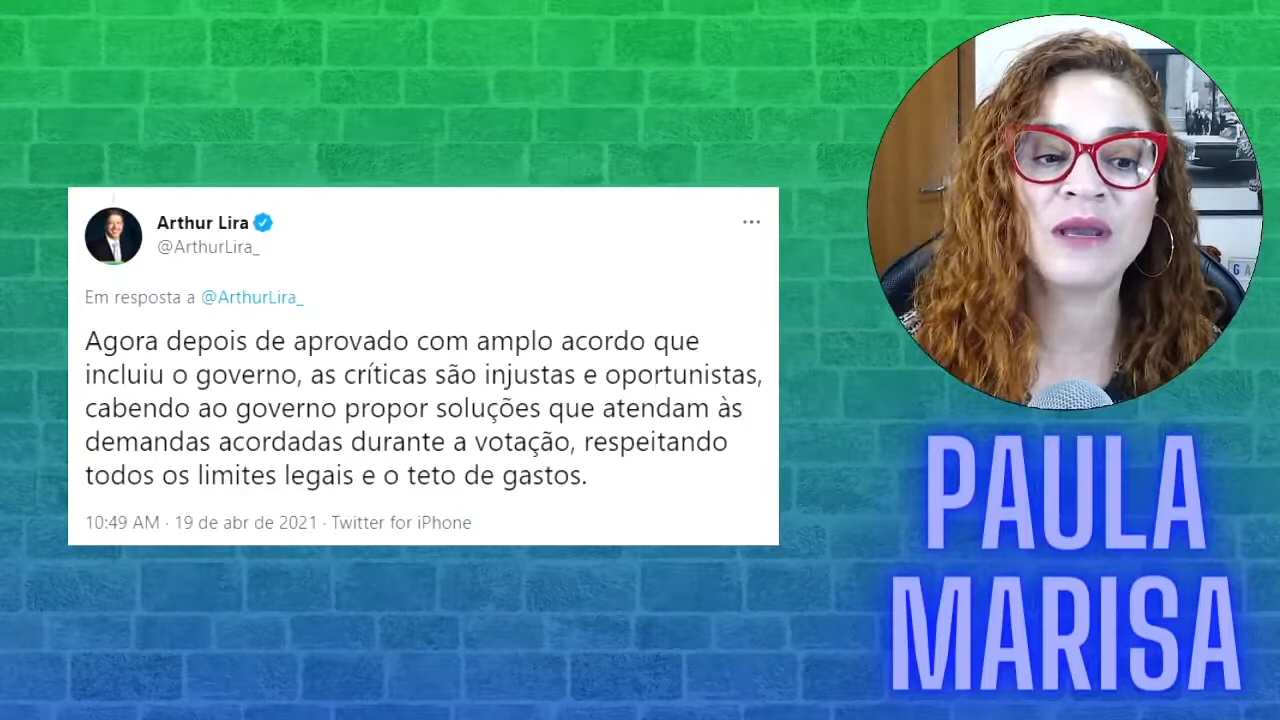 Arthur Lira
@ArthurLira_
Em resposta a @ArthurLira_
Agora depois de aprovado com amplo acordo que
incluiu o governo, as críticas são injustas e oportunistas,
cabendo ao governo propor soluções que atendam às
demandas acordadas durante a votação, respeitando
todos os limites legais e o teto de gastos.
10:49 AM · 19 de abr de 2021 · Twitter for iPhone
PAULA
MARISA